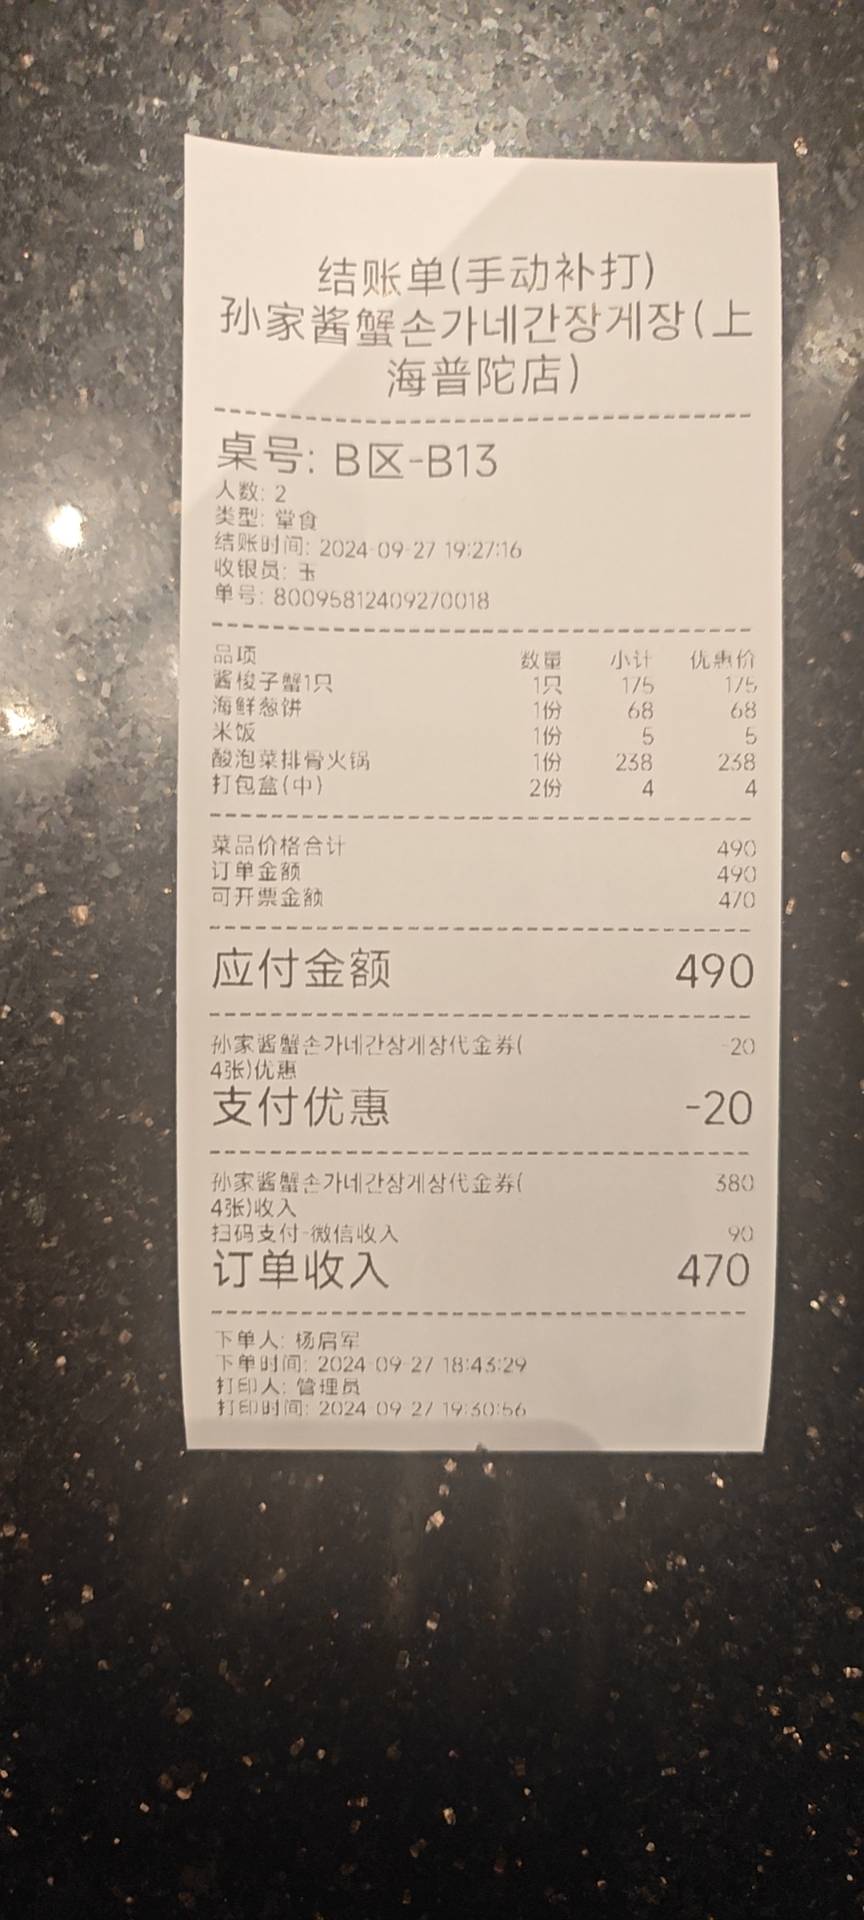 结账单(手动补打)
孙家酱蟹손가네간장게장(上
海普陀店)
桌号: B区-B13
人数: 2
类型: 堂食
结账时间: 2024-09-27 19:27:16
收银员: 玉
单号: 80095812409270018
品项 数量 小计 优惠价
酱梭子蟹1只 1只 175 175
海鲜葱饼 1份 68 68
米饭 1份 5 5
酸泡菜排骨火锅 1份 238 238
打包盒(中) 2份 4 4
菜品价格合计 490
订单金额 490
可开票金额 470
应付金额 490
孙家酱蟹손가네간장게장代金券( -20
4张)优惠
支付优惠 -20
孙家酱蟹손가네간장게장代金券( 380
4张)收入
扫码支付-微信收入 90
订单收入 470
下单人: 杨启军
下单时间: 2024-09-27 18:43:29
打印人: 管理员
打印时间: 2024-09-27 19:30:56